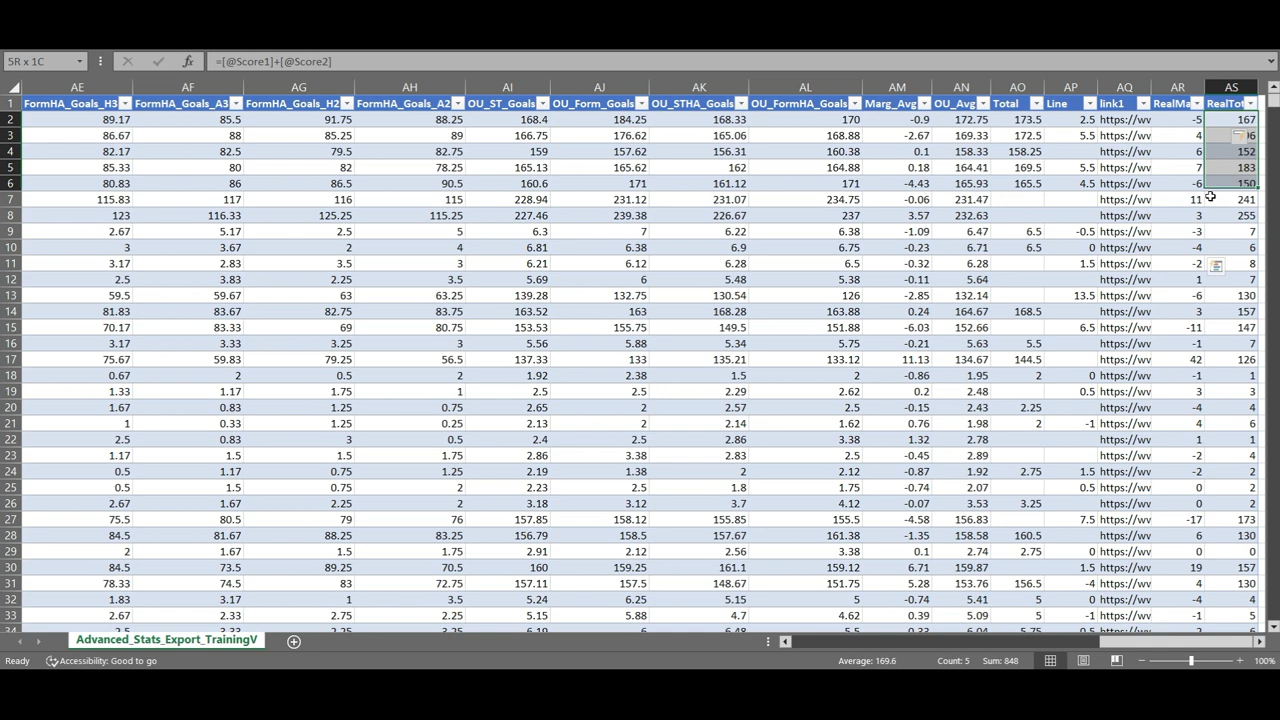 5R x 1C =[@Score1]+[@Score2]
AE AF AG AH AI AJ AK AL AM AN AO AP AQ AR AS
1 FormHA_Goals_H3 FormHA_Goals_A3 FormHA_Goals_H2 FormHA_Goals_A2 OU_ST_Goals OU_Form_Goals OU_STHA_Goals OU_FormHA_Goals Marg_Avg OU_Avg Total Line link1 RealMa RealTot
2 89.17 85.5 91.75 88.25 168.4 184.25 168.33 170 -0.9 172.75 173.5 2.5 https://wv -5 167
3 86.67 88 85.25 89 166.75 176.62 165.06 168.88 -2.67 169.33 172.5 5.5 https://wv 4
4 82.17 82.5 79.5 82.75 159 157.62 156.31 160.38 0.1 158.33 158.25 https://wv 6 152
5 85.33 80 82 78.25 165.13 165.31 162 164.88 0.18 164.41 169.5 5.5 https://wv 7 183
6 80.83 86 86.5 90.5 160.6 171 161.12 171 -4.43 165.93 165.5 4.5 https://wv -6 150
7 115.83 117 116 115 228.94 231.12 231.07 234.75 -0.06 231.47 https://wv 11 241
8 123 116.33 125.25 115.25 227.46 239.38 226.67 237 3.57 232.63 https://wv 3 255
9 2.67 5.17 2.5 5 6.3 7 6.22 6.38 -1.09 6.47 6.5 -0.5 https://wv -3 7
10 3 3.67 2 4 6.81 6.38 6.9 6.75 -0.23 6.71 6.5 0 https://wv -4 6
11 3.17 2.83 3.5 3 6.21 6.12 6.28 6.5 -0.32 6.28 1.5 https://wv -2 8
12 2.5 3.83 2.25 3.5 5.69 6 5.48 5.38 -0.11 5.64 https://wv 1 7
13 59.5 59.67 63 63.25 139.28 132.75 130.54 126 -2.85 132.14 13.5 https://wv -6 130
14 81.83 83.67 82.75 83.75 163.52 163 168.28 163.88 0.24 164.67 168.5 https://wv 3 157
15 70.17 83.33 69 80.75 153.53 155.75 149.5 151.88 -6.03 152.66 6.5 https://wv -11 147
16 3.17 3.33 3.25 3 5.56 5.88 5.34 5.75 -0.21 5.63 5.5 https://wv -1 7
17 75.67 59.83 79.25 56.5 137.33 133 135.21 133.12 11.13 134.67 144.5 https://wv 42 126
18 0.67 2 0.5 2 1.92 2.38 1.5 2 -0.86 1.95 2 0 https://wv -1 1
19 1.33 1.17 1.75 1 2.5 2.5 2.29 2.62 0.2 2.48 0.5 https://wv 3 3
20 1.67 0.83 1.25 0.75 2.65 2 2.57 2.5 -0.15 2.43 2.25 https://wv -4 4
21 1 0.33 1.25 0.25 2.13 2 2.14 1.62 0.76 1.98 2 -1 https://wv 4 6
22 2.5 0.83 3 0.5 2.4 2.5 2.86 3.38 1.32 2.78 https://wv 1 1
23 1.17 1.5 1.5 1.75 2.86 3.38 2.83 2.5 -0.45 2.89 https://wv -2 4
24 0.5 1.17 0.75 1.25 2.19 1.38 2 2.12 -0.87 1.92 2.75 1.5 https://wv -2 2
25 0.5 1.5 0.75 2 2.23 2.5 1.8 1.75 -0.74 2.07 0.5 https://wv 0 2
26 2.67 1.67 2.25 2 3.18 3.12 3.7 4.12 -0.07 3.53 3.25 https://wv 0 2
27 75.5 80.5 79 76 157.85 158.12 155.85 155.5 -4.58 156.83 7.5 https://wv -17 173
28 84.5 81.67 88.25 83.25 156.79 158.5 157.67 161.38 -1.35 158.58 160.5 https://wv 6 130
29 2 1.67 1.5 1.75 2.91 2.12 2.56 3.38 0.1 2.74 2.75 0 https://wv 0 0
30 84.5 73.5 89.25 70.5 160 159.25 161.1 159.12 6.71 159.87 1.5 https://wv 19 157
31 78.33 74.5 83 72.75 157.11 157.5 148.67 151.75 5.28 153.76 156.5 -4 https://wv 4 130
32 1.83 3.17 1 3.5 5.24 6.25 5.15 5 -0.74 5.41 5 0 https://wv -4 4
33 2.67 2.33 2.75 2.25 5.15 5.88 4.7 4.62 0.39 5.09 5 -1 https://wv -1 5
Advanced_Stats_Export_TrainingV
Ready Accessibility: Good to go Average: 169.6 Count: 5 Sum: 848 100%